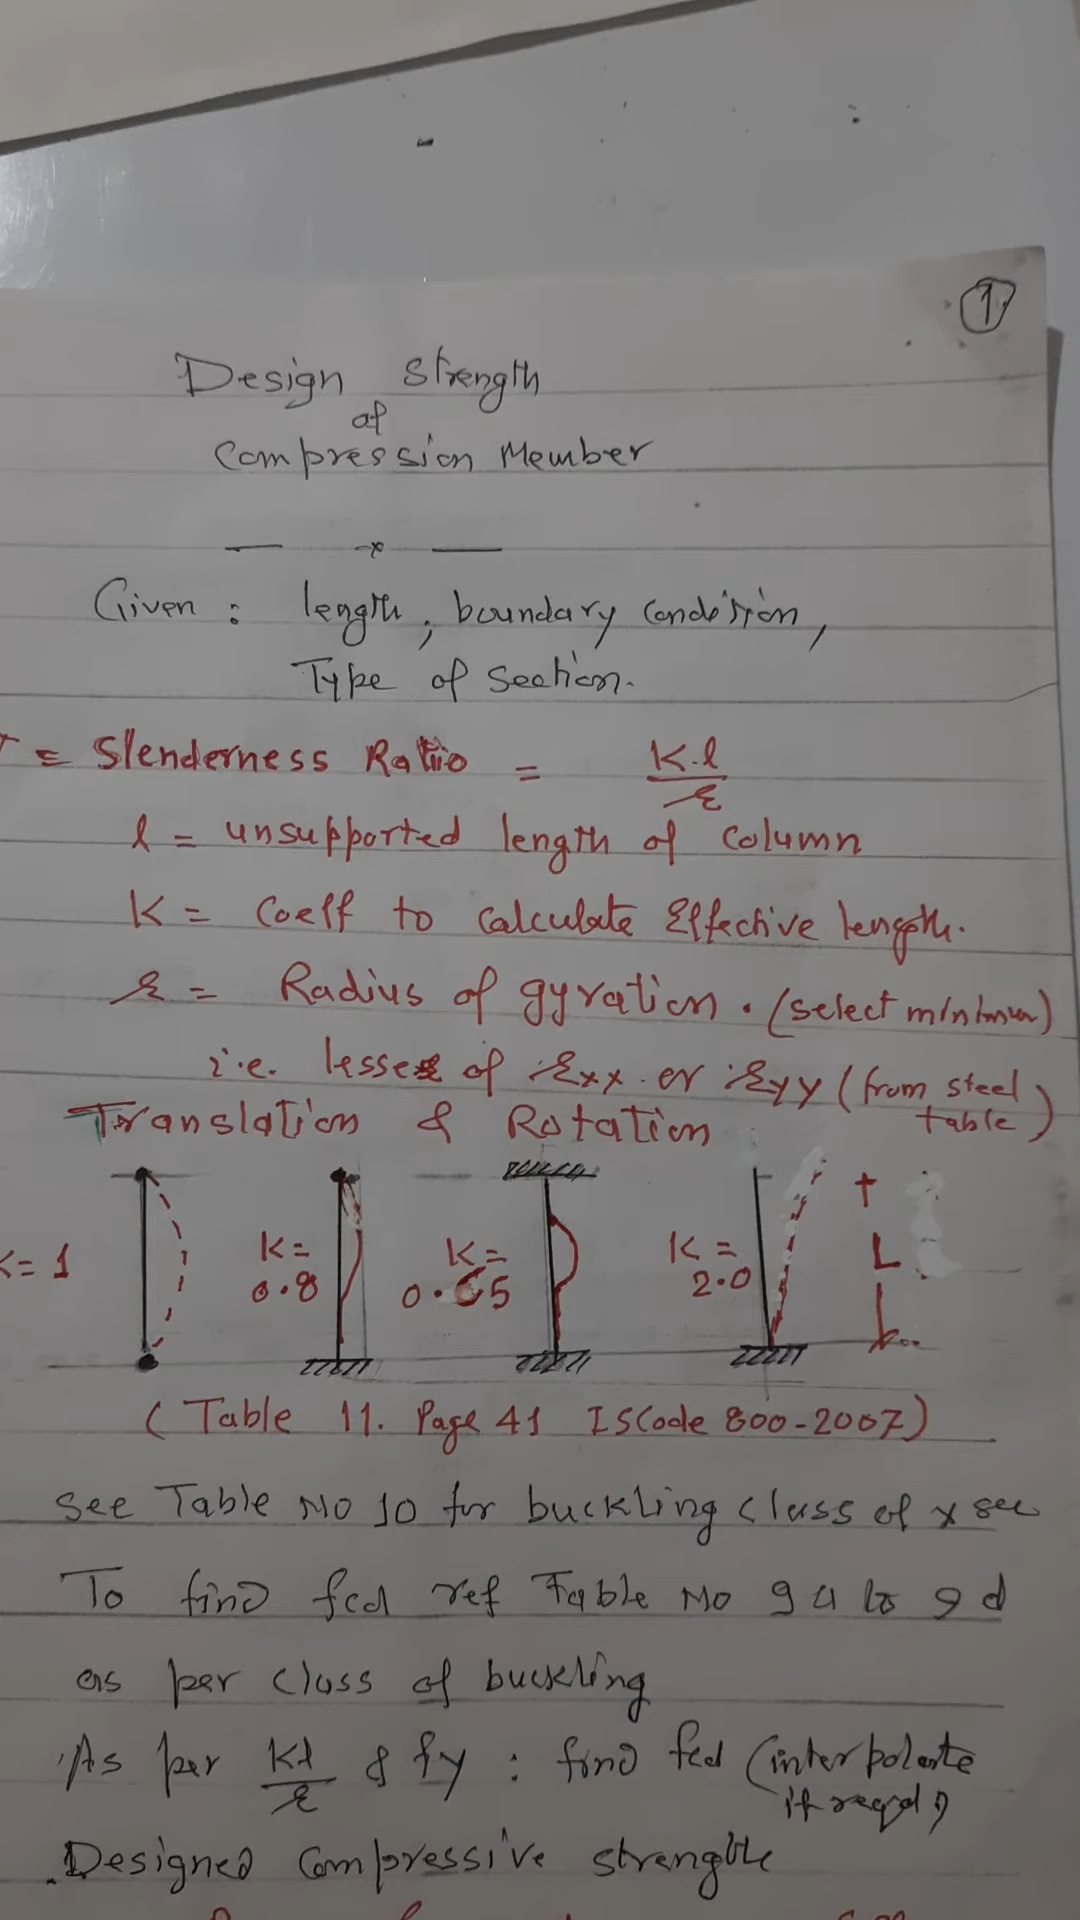 1
Design Strength
of
Compression Member
Given : length, boundary Condition,
Type of Section.
= Slenderness Ratio = K.l / r
l = unsupported length of Column
K = Coeff to Calculate Effective length.
r = Radius of gyration. (select minimum)
i.e. lesser of rxx or ryy (from steel table)
Translation & Rotation
K= 1 K= 0.8 K= 0.65 K= 2.0
(Table 11. Page 41 IS Code 800-2007)
See Table No 10 for buckling class of x sec
To find fcd ref Table No 9a to 9d
as per class of buckling
As per Kl/r & fy : find fcd (interpolate if reqd)
Designed Compressive strength